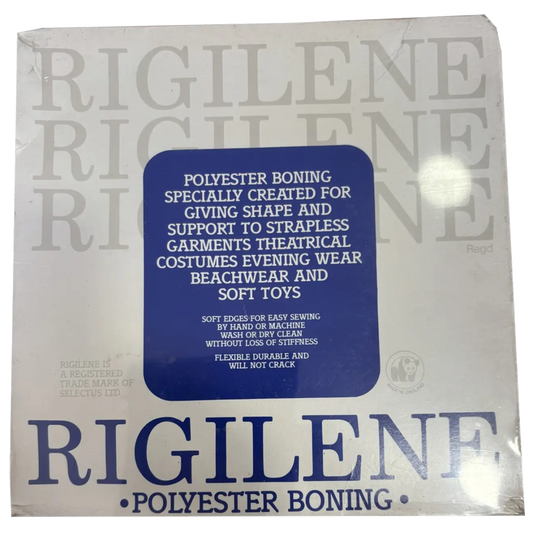 RIGILENE
RIGILENE
RIGILENE
Regd
POLYESTER BONING
SPECIALLY CREATED FOR
GIVING SHAPE AND
SUPPORT TO STRAPLESS
GARMENTS THEATRICAL
COSTUMES EVENING WEAR
BEACHWEAR AND
SOFT TOYS
SOFT EDGES FOR EASY SEWING
BY HAND OR MACHINE
WASH OR DRY CLEAN
WITHOUT LOSS OF STIFFNESS
FLEXIBLE DURABLE AND
WILL NOT CRACK
RIGILENE IS
A REGISTERED
TRADE MARK OF
SELECTUS LTD
RIGILENE
• POLYESTER BONING •